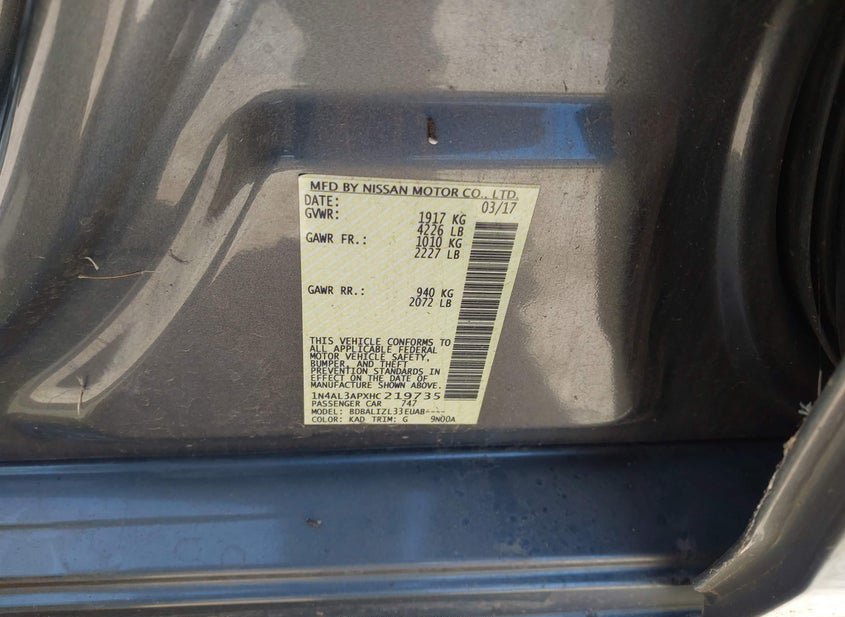 MFD BY NISSAN MOTOR CO., LTD.
DATE: 03/17
GVWR: 1917 KG
4226 LB
GAWR FR.: 1010 KG
2227 LB
GAWR RR.: 940 KG
2072 LB
THIS VEHICLE CONFORMS TO
ALL APPLICABLE FEDERAL
MOTOR VEHICLE SAFETY,
BUMPER, AND THEFT
PREVENTION STANDARDS IN
EFFECT ON THE DATE OF
MANUFACTURE SHOWN ABOVE.
1N4AL3APXHC219735
PASSENGER CAR 747
MODEL: BDBALIZL33EUAB----
COLOR: KAD TRIM: G 9N00A